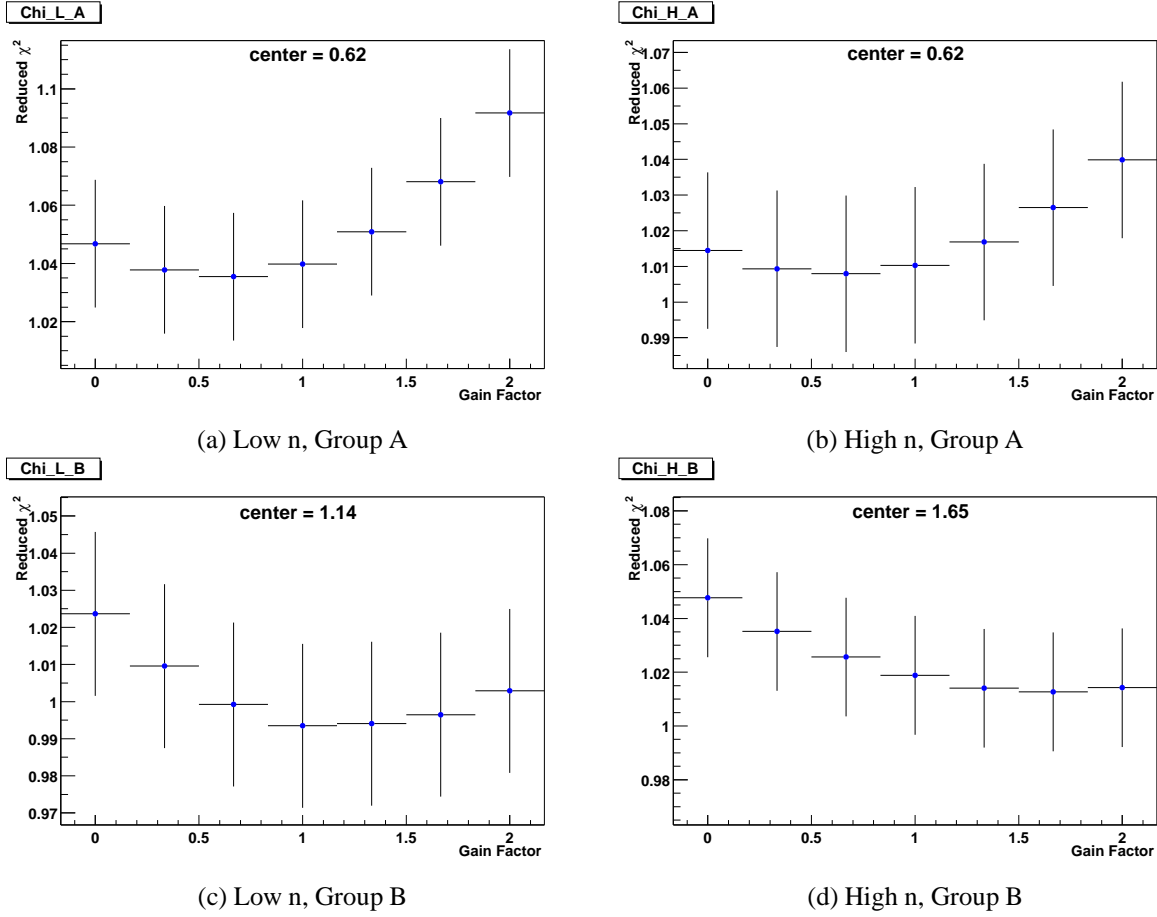 Chi_L_A
Reduced χ²
center = 0.62
1.1
1.08
1.06
1.04
1.02
0 0.5 1 1.5 2
Gain Factor
(a) Low n, Group A
Chi_H_A
Reduced χ²
center = 0.62
1.07
1.06
1.05
1.04
1.03
1.02
1.01
1
0.99
0 0.5 1 1.5 2
Gain Factor
(b) High n, Group A
Chi_L_B
Reduced χ²
center = 1.14
1.05
1.04
1.03
1.02
1.01
1
0.99
0.98
0.97
0 0.5 1 1.5 2
Gain Factor
(c) Low n, Group B
Chi_H_B
Reduced χ²
center = 1.65
1.08
1.06
1.04
1.02
1
0.98
0 0.5 1 1.5 2
Gain Factor
(d) High n, Group B